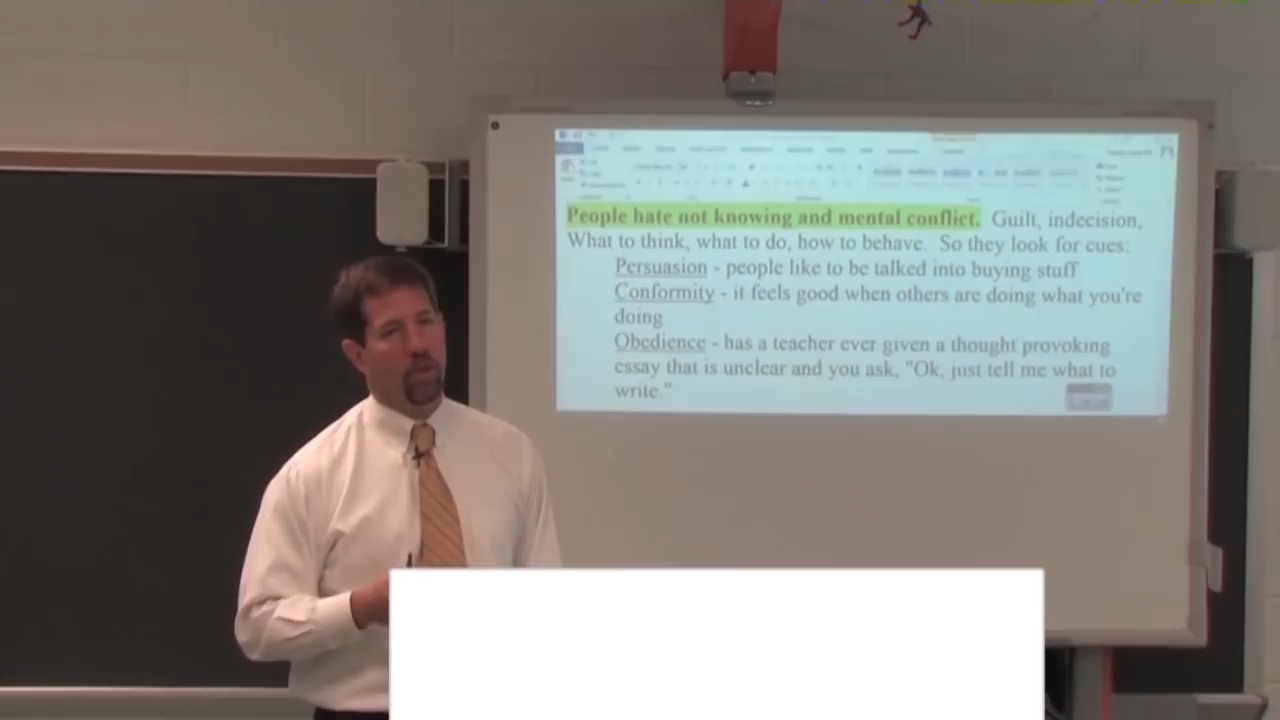 People hate not knowing and mental conflict. Guilt, indecision,
What to think, what to do, how to behave. So they look for cues:
Persuasion - people like to be talked into buying stuff
Conformity - it feels good when others are doing what you're
doing
Obedience - has a teacher ever given a thought provoking
essay that is unclear and you ask, "Ok, just tell me what to
write."